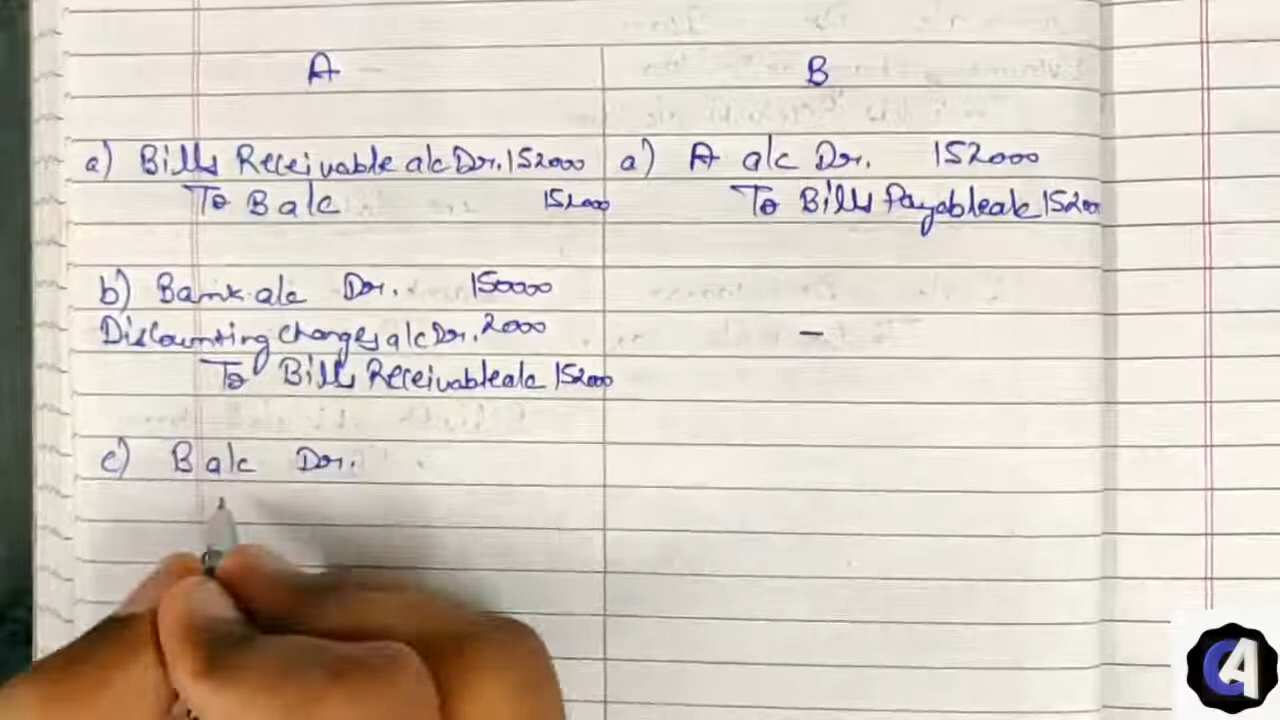 A
B
a) Bills Receivable a/c Dr. 152000
To B a/c 152000
a) A a/c Dr. 152000
To Bills Payable a/c 152000
b) Bank a/c Dr. 150000
Discounting Charges a/c Dr. 2000
To Bills Receivable a/c 152000
-
c) B a/c Dr.
CA